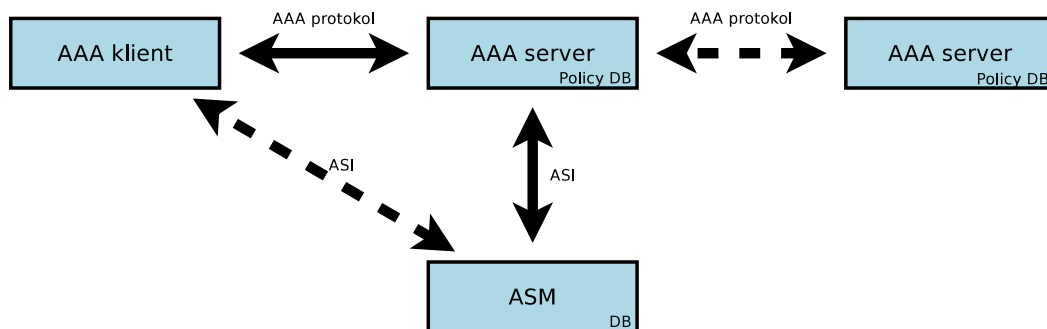 AAA protokol
AAA protokol
AAA klient
AAA server
Policy DB
AAA server
Policy DB
ASI
ASI
ASM
DB